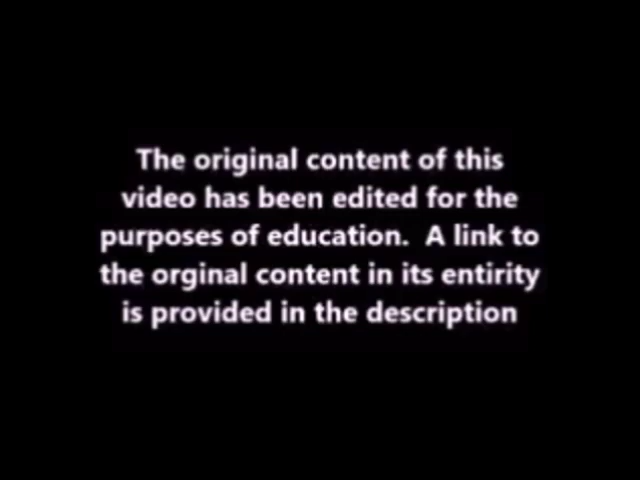 The original content of this
video has been edited for the
purposes of education.  A link to
the orginal content in its entirity
is provided in the description